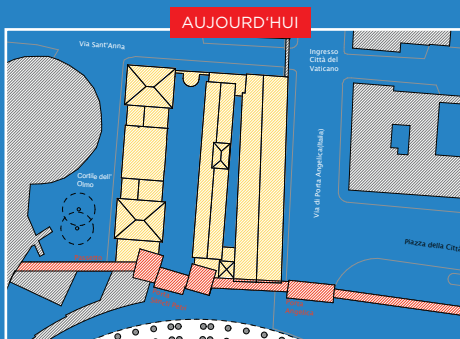 AUJOURD'HUI
Via Sant'Anna
Ingresso
Città del
Vaticano
Cortile dell'
Olmo
Via di Porta Angelica(Italia)
Piazza della Città